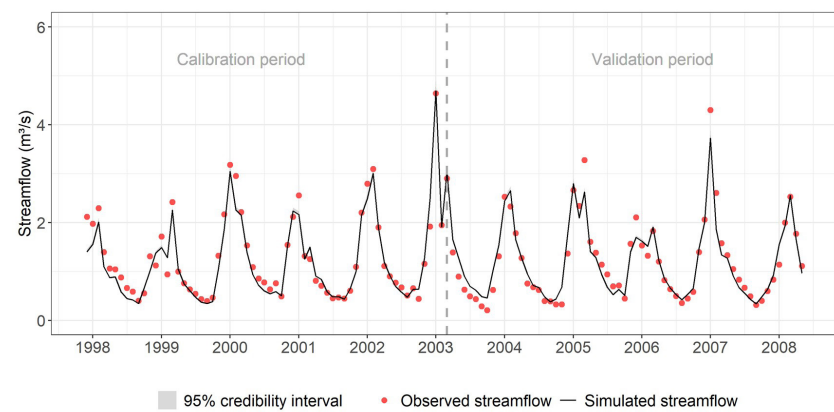 6
Calibration period
Validation period
4
Streamflow (m³/s)
2
0
1998 1999 2000 2001 2002 2003 2004 2005 2006 2007 2008
95% credibility interval Observed streamflow Simulated streamflow